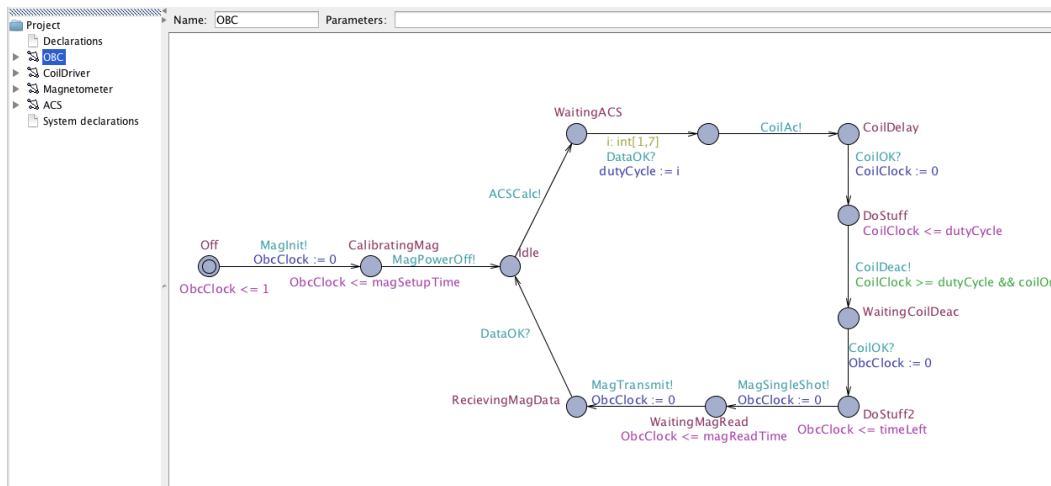 Name: OBC Parameters:
Project
Declarations
OBC
CoilDriver
Magnetometer
ACS
System declarations
WaitingACS
i: int[1,7]
DataOK?
dutyCycle := i
CoilAc!
CoilDelay
CoilOK?
CoilClock := 0
ACSCalc!
DoStuff
CoilClock <= dutyCycle
Off
MagInit!
ObcClock := 0
ObcClock <= 1
CalibratingMag
MagPowerOff!
ObcClock <= magSetupTime
Idle
CoilDeac!
CoilClock >= dutyCycle && coilOn
WaitingCoilDeac
DataOK?
CoilOK?
ObcClock := 0
RecievingMagData
MagTransmit!
ObcClock := 0
WaitingMagRead
ObcClock <= magReadTime
MagSingleShot!
ObcClock := 0
DoStuff2
ObcClock <= timeLeft